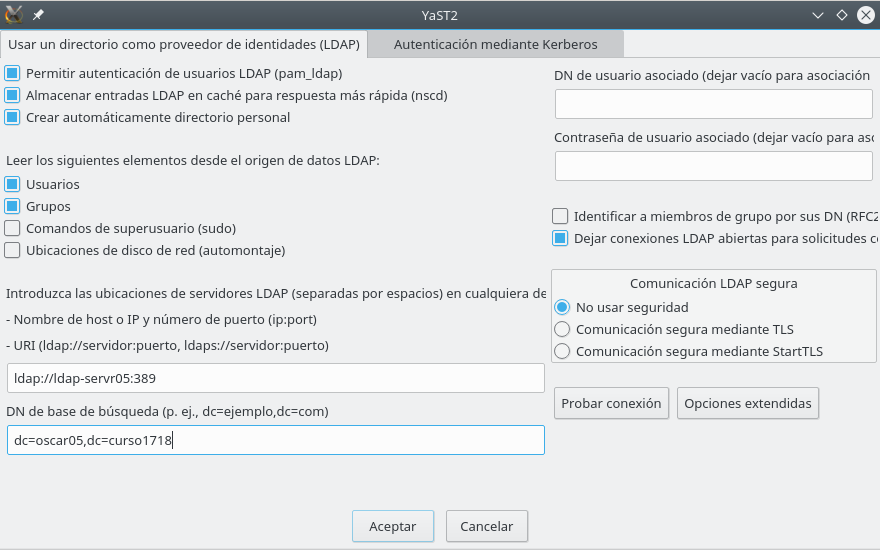 YaST2
Usar un directorio como proveedor de identidades (LDAP)
Autenticación mediante Kerberos
Permitir autenticación de usuarios LDAP (pam_ldap)
Almacenar entradas LDAP en caché para respuesta más rápida (nscd)
Crear automáticamente directorio personal
Leer los siguientes elementos desde el origen de datos LDAP:
Usuarios
Grupos
Comandos de superusuario (sudo)
Ubicaciones de disco de red (automontaje)
Introduzca las ubicaciones de servidores LDAP (separadas por espacios) en cualquiera de
- Nombre de host o IP y número de puerto (ip:port)
- URI (ldap://servidor:puerto, ldaps://servidor:puerto)
ldap://ldap-servr05:389
DN de base de búsqueda (p. ej., dc=ejemplo,dc=com)
dc=oscar05,dc=curso1718
DN de usuario asociado (dejar vacío para asociación
Contraseña de usuario asociado (dejar vacío para aso
Identificar a miembros de grupo por sus DN (RFC2
Dejar conexiones LDAP abiertas para solicitudes c
Comunicación LDAP segura
No usar seguridad
Comunicación segura mediante TLS
Comunicación segura mediante StartTLS
Probar conexión
Opciones extendidas
Aceptar
Cancelar